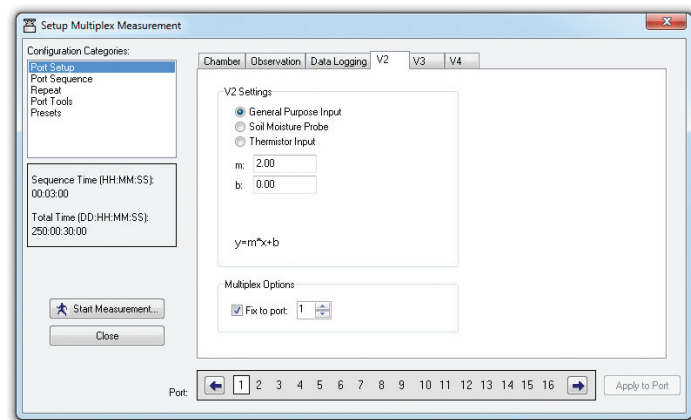 Setup Multiplex Measurement
Configuration Categories:
Port Setup
Port Sequence
Repeat
Port Tools
Presets
Sequence Time (HH:MM:SS):
00:03:00
Total Time (DD:HH:MM:SS):
250:00:30:00
Start Measurement...
Close
Chamber Observation Data Logging V2 V3 V4
V2 Settings
General Purpose Input
Soil Moisture Probe
Thermistor Input
m: 2.00
b: 0.00
y=m*x+b
Multiplex Options
Fix to port: 1
Port: 1 2 3 4 5 6 7 8 9 10 11 12 13 14 15 16 Apply to Port